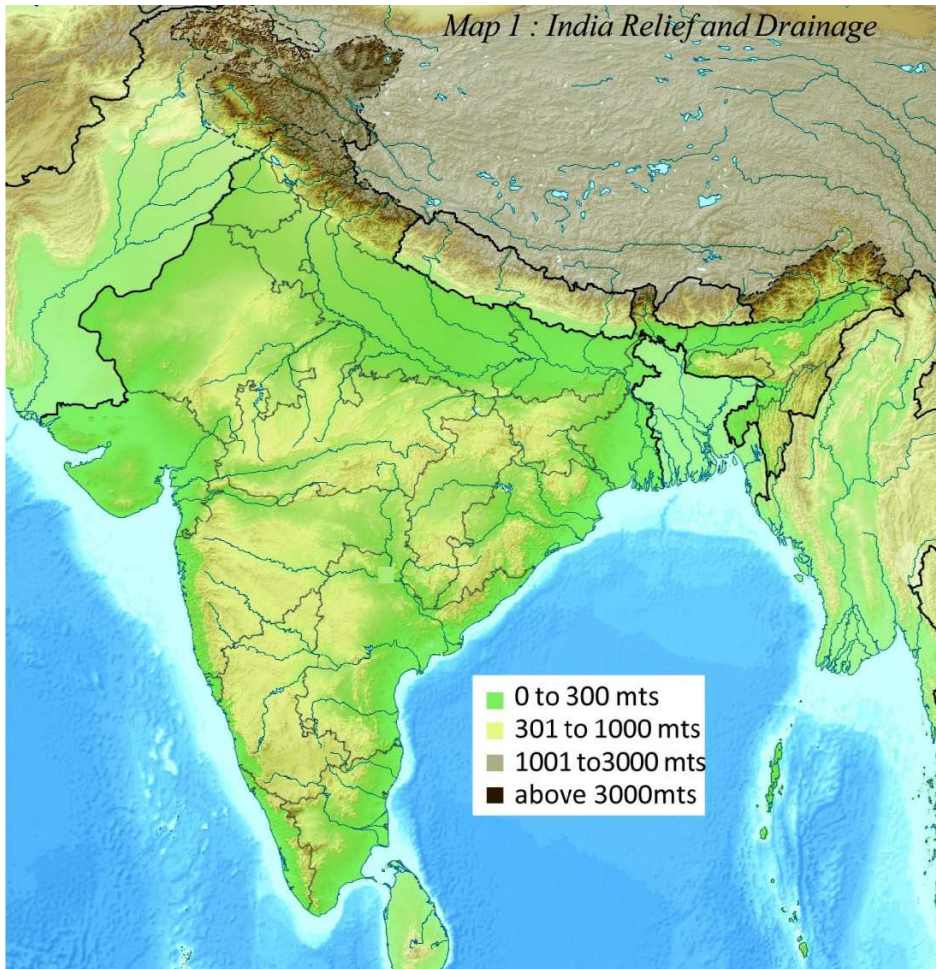 Map 1 : India Relief and Drainage
0 to 300 mts
301 to 1000 mts
1001 to3000 mts
above 3000mts